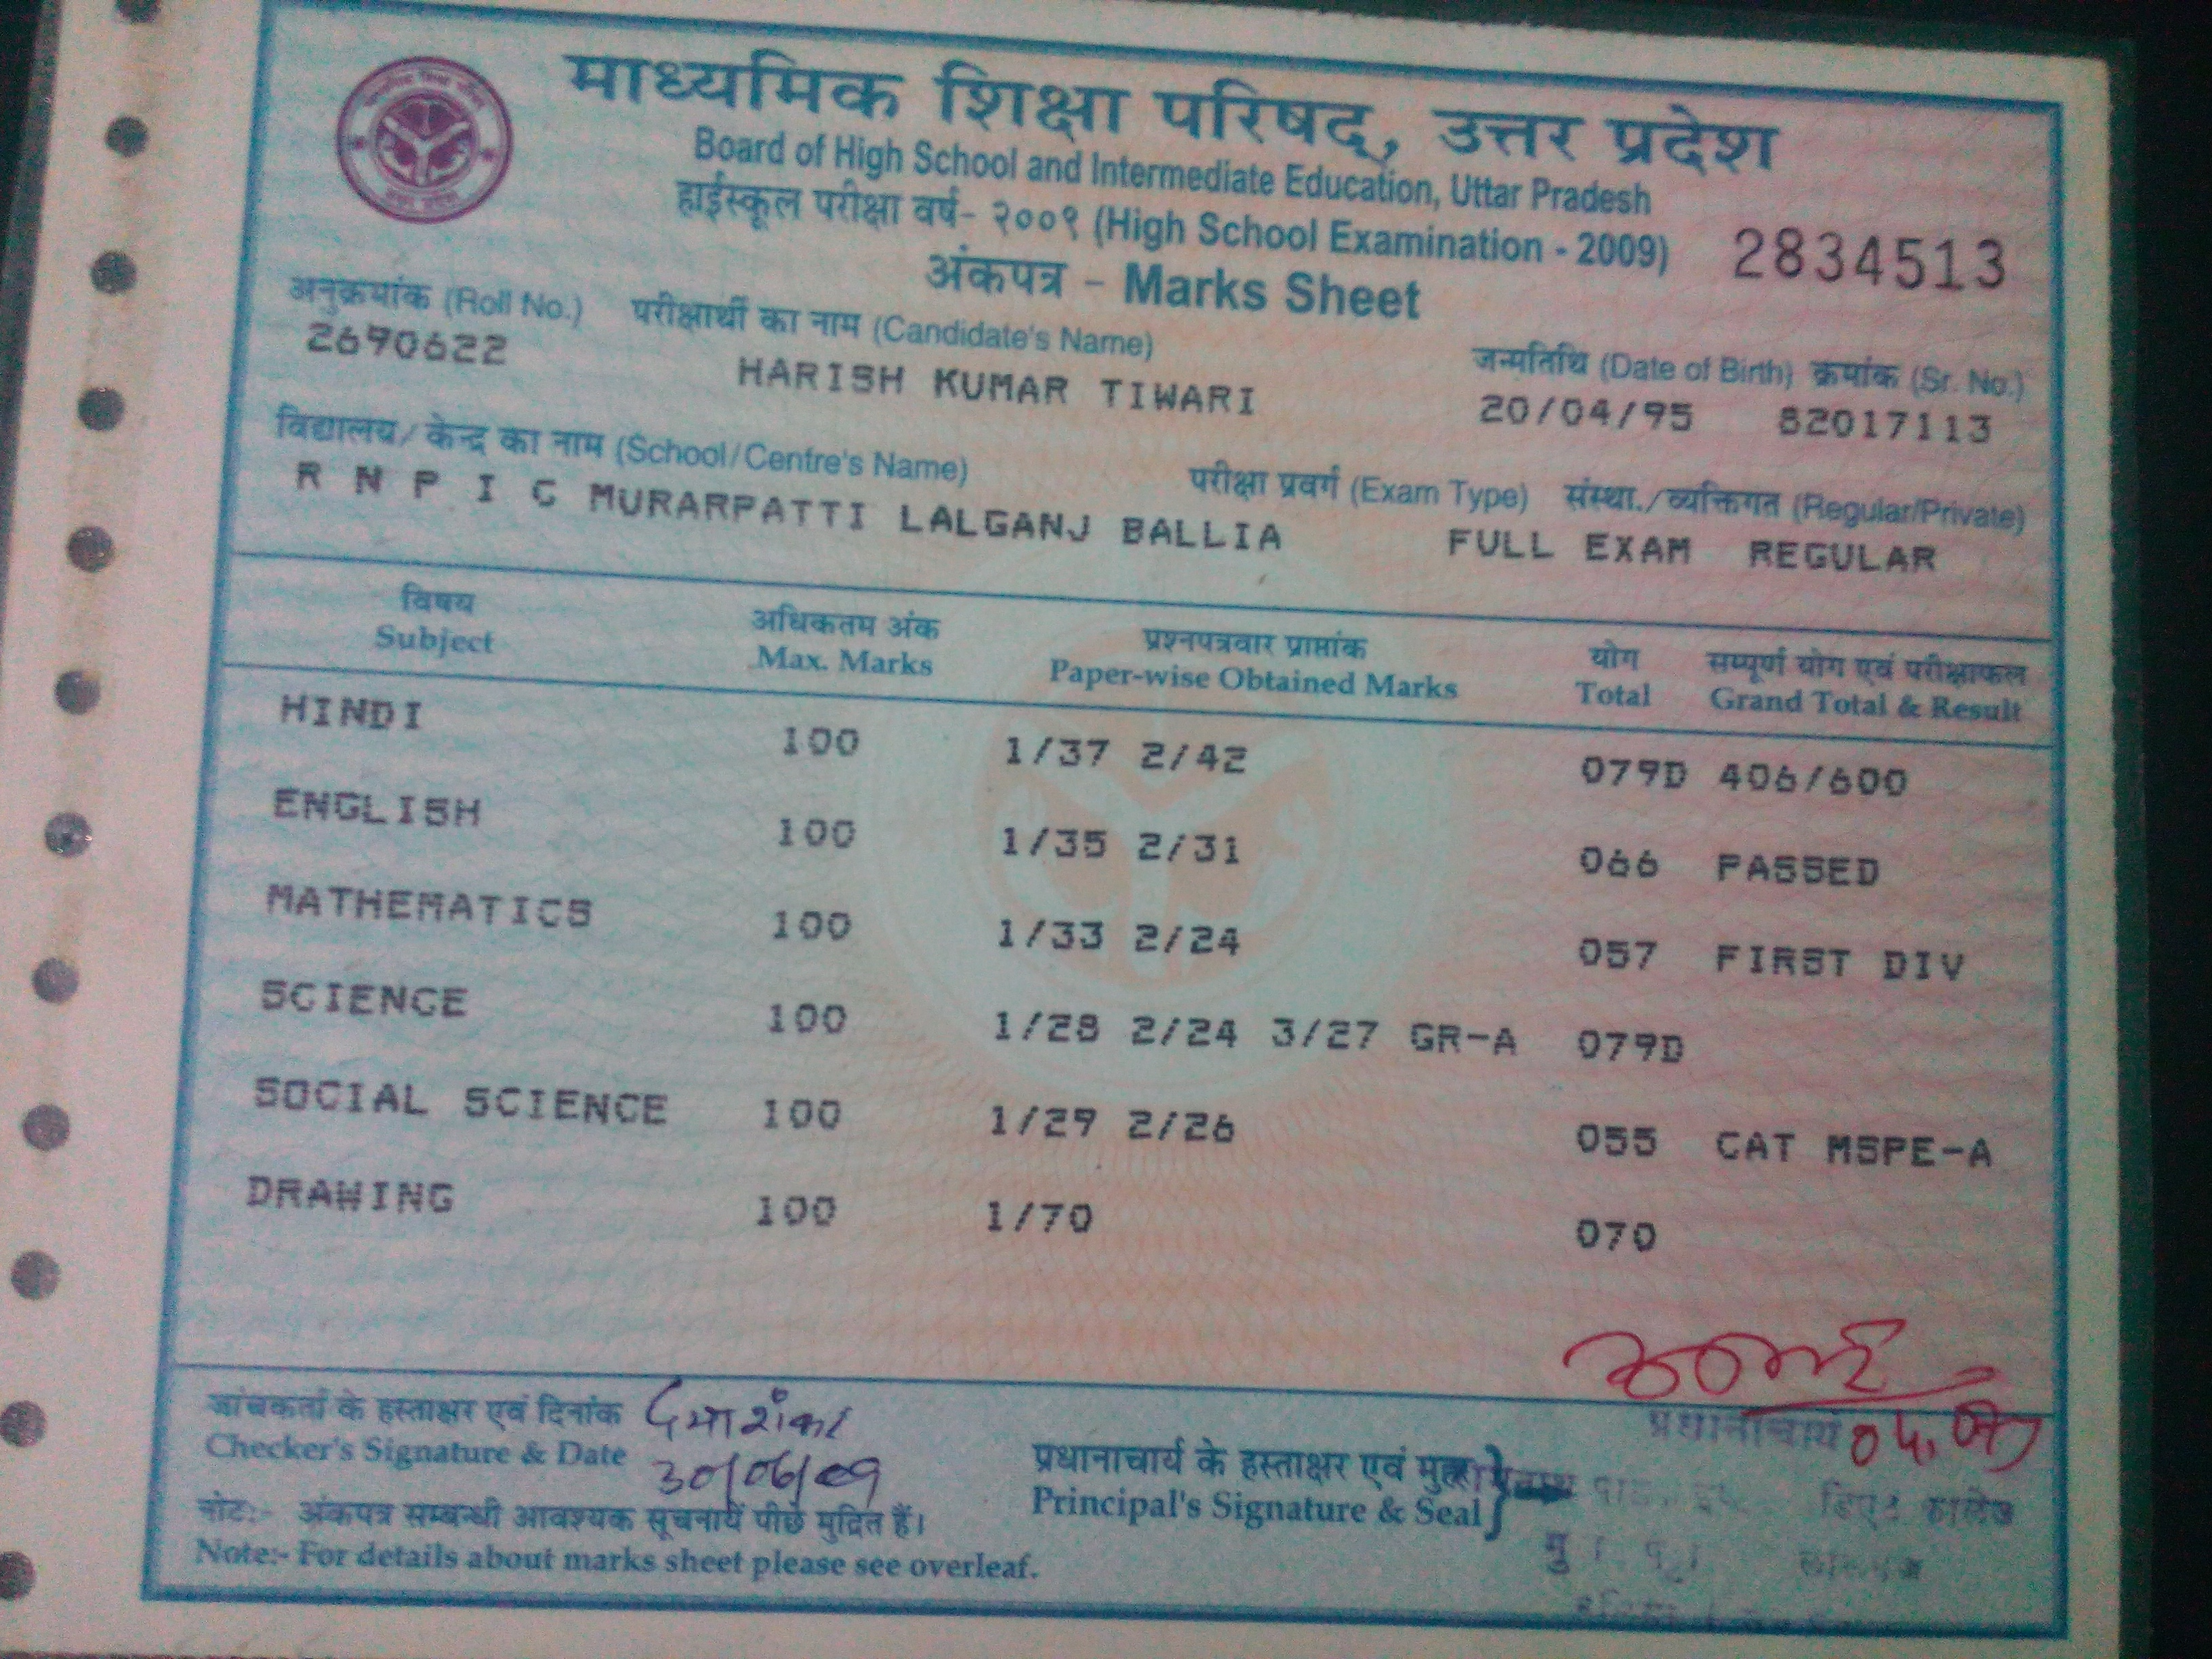 माध्यमिक शिक्षा परिषद्, उत्तर प्रदेश
Board of High School and Intermediate Education, Uttar Pradesh
हाईस्कूल परीक्षा वर्ष- २००९ (High School Examination - 2009) 2834513
अंकपत्र - Marks Sheet
अनुक्रमांक (Roll No.) परीक्षार्थी का नाम (Candidate's Name) जन्मतिथि (Date of Birth) क्रमांक (Sr. No.)
2690622 HARISH KUMAR TIWARI 20/04/95 82017113
विद्यालय/केन्द्र का नाम (School/Centre's Name) परीक्षा प्रवर्ग (Exam Type) संस्था./व्यक्तिगत (Regular/Private)
R N P I C MURARPATTI LALGANJ BALLIA FULL EXAM REGULAR
विषय अधिकतम अंक प्रश्नपत्रवार प्राप्तांक योग सम्पूर्ण योग एवं परीक्षाफल
Subject Max. Marks Paper-wise Obtained Marks Total Grand Total & Result
HINDI 100 1/37 2/42 079D 406/600
ENGLISH 100 1/35 2/31 066 PASSED
MATHEMATICS 100 1/33 2/24 057 FIRST DIV
SCIENCE 100 1/28 2/24 3/27 GR-A 079D
SOCIAL SCIENCE 100 1/29 2/26 055 CAT MSPE-A
DRAWING 100 1/70 070
जांचकर्ता के हस्ताक्षर एवं दिनांक
Checker's Signature & Date 30/06/09
प्रधानाचार्य
प्रधानाचार्य के हस्ताक्षर एवं
Principal's Signature & Seal
नोट:- अंकपत्र सम्बन्धी आवश्यक सूचनायें पीछे मुद्रित हैं।
Note:- For details about marks sheet please see overleaf.